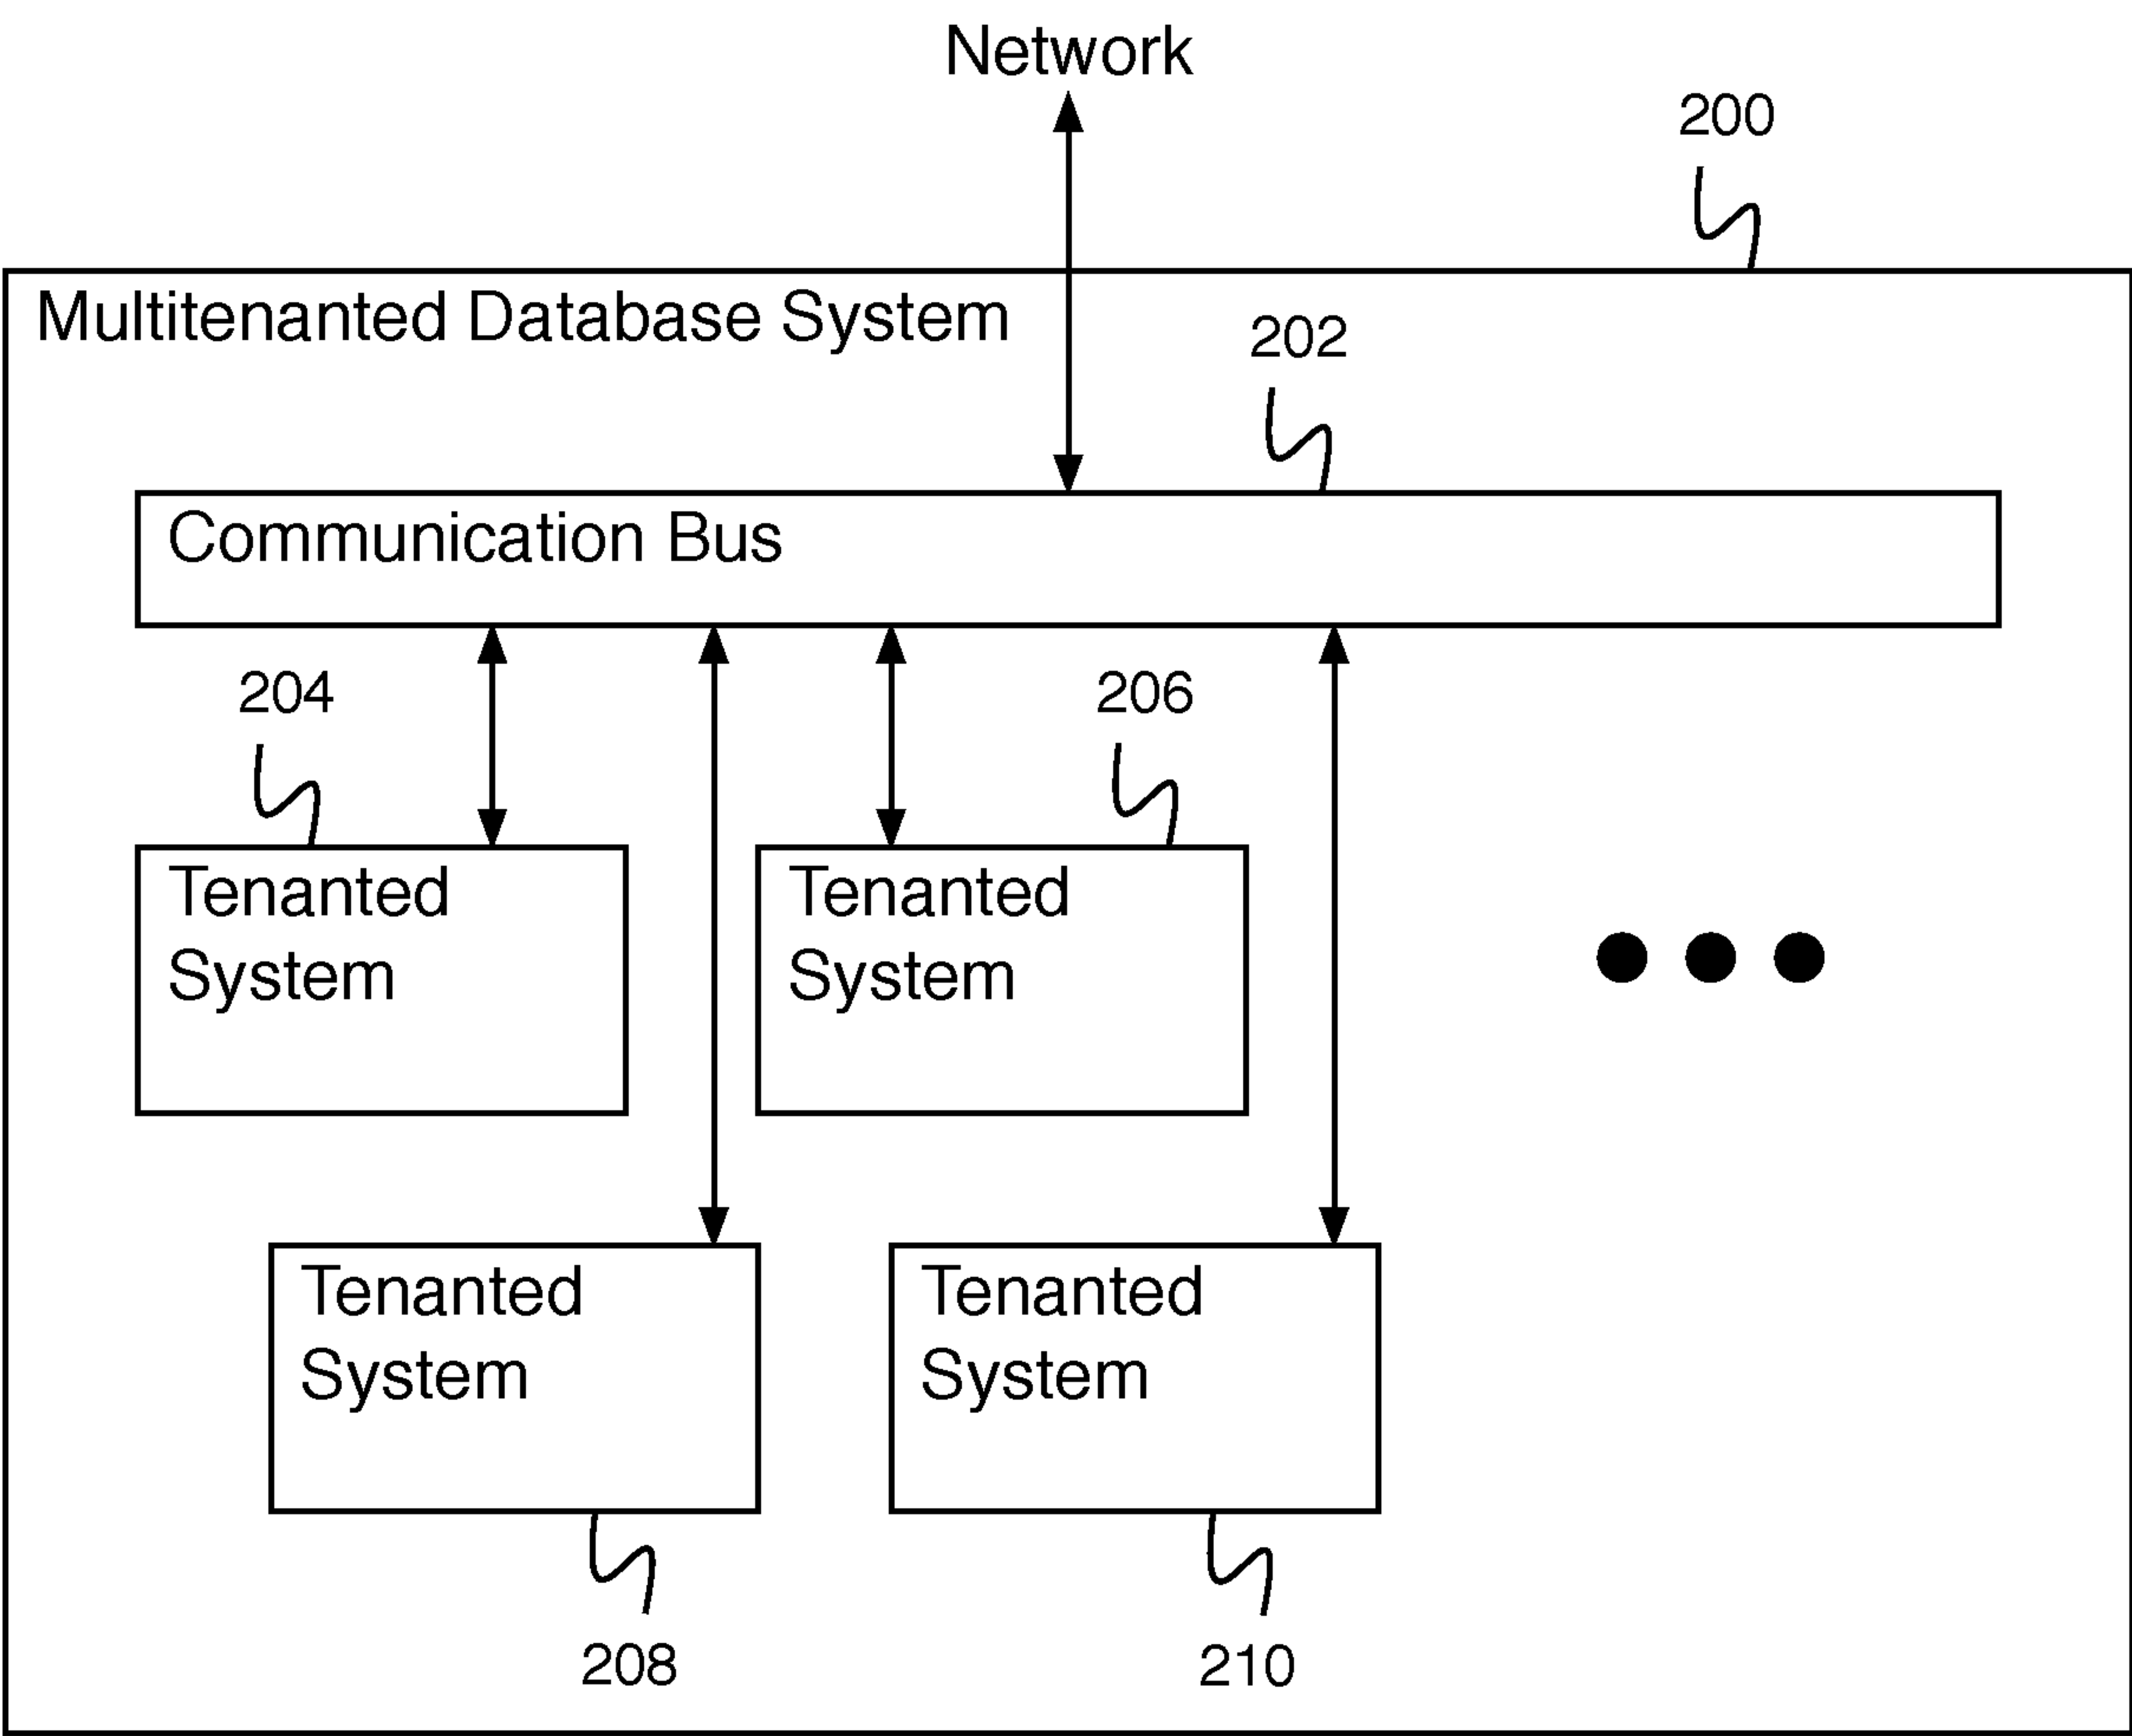 Network
200
Multitenanted Database System
202
Communication Bus
204
206
Tenanted
System
Tenanted
System
Tenanted
System
Tenanted
System
208
210